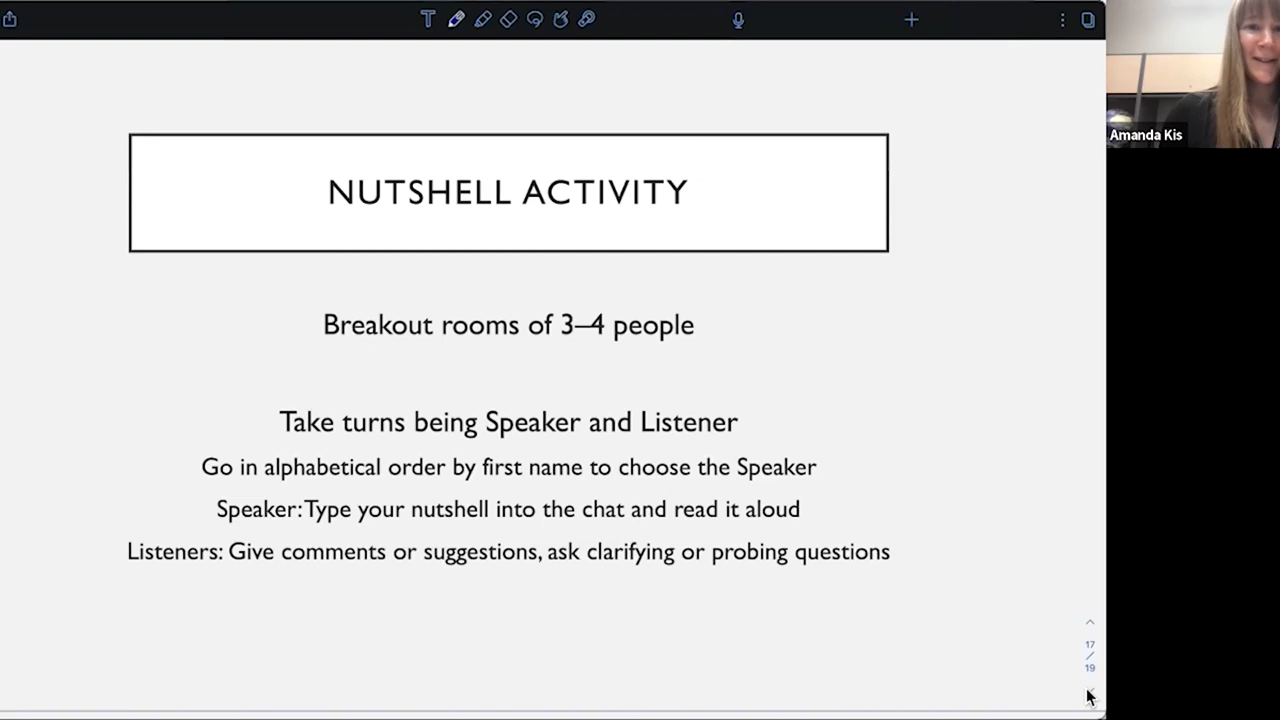 Amanda Kis
NUTSHELL ACTIVITY
Breakout rooms of 3–4 people
Take turns being Speaker and Listener
Go in alphabetical order by first name to choose the Speaker
Speaker: Type your nutshell into the chat and read it aloud
Listeners: Give comments or suggestions, ask clarifying or probing questions
17
/
19